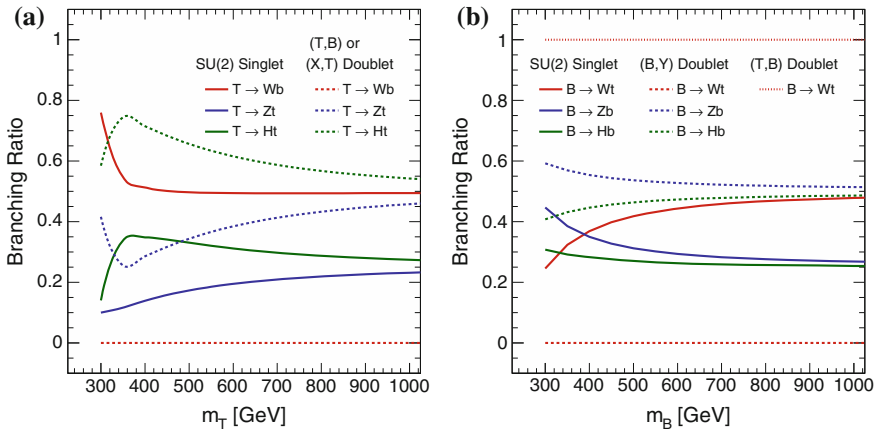 (a)
Branching Ratio
1
0.8
0.6
0.4
0.2
0
SU(2) Singlet
T → Wb
T → Zt
T → Ht
(T,B) or
(X,T) Doublet
T → Wb
T → Zt
T → Ht
300 400 500 600 700 800 900 1000
m_T [GeV]
(b)
Branching Ratio
1
0.8
0.6
0.4
0.2
0
SU(2) Singlet
B → Wt
B → Zb
B → Hb
(B,Y) Doublet
B → Wt
B → Zb
B → Hb
(T,B) Doublet
B → Wt
300 400 500 600 700 800 900 1000
m_B [GeV]